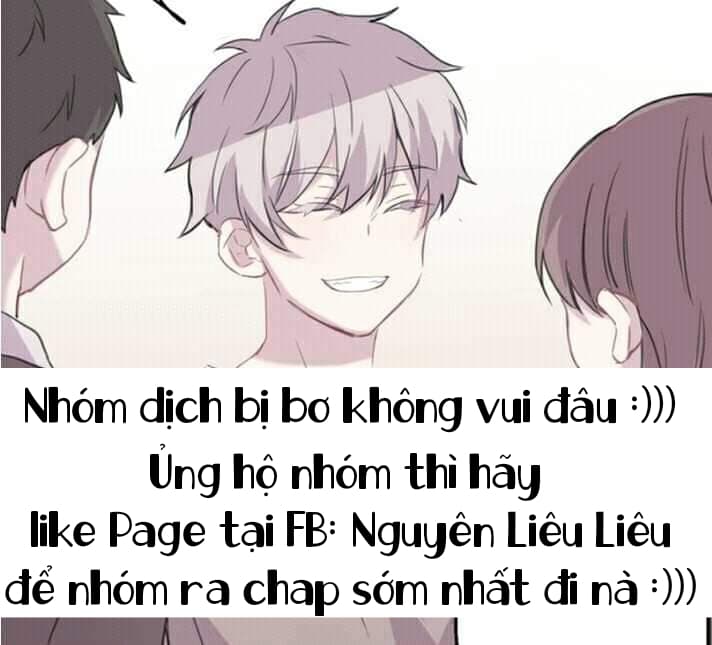 Nhóm dịch bị bơ không vui đâu :)))
Ủng hộ nhóm thì hãy
like Page tại FB: Nguyên Liêu Liêu
để nhóm ra chap sớm nhất đi nà :)))